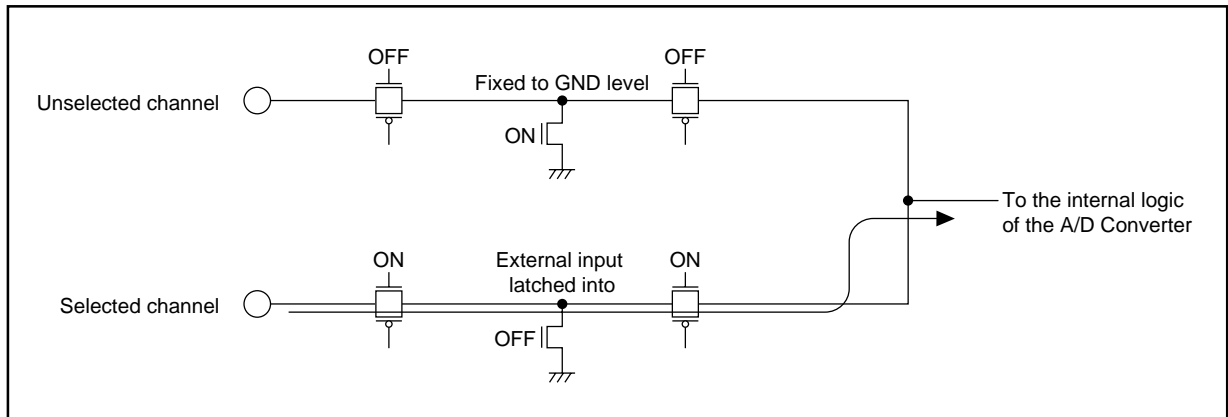 OFF
OFF
Fixed to GND level
Unselected channel
ON
To the internal logic
of the A/D Converter
ON
External input
latched into
ON
Selected channel
OFF